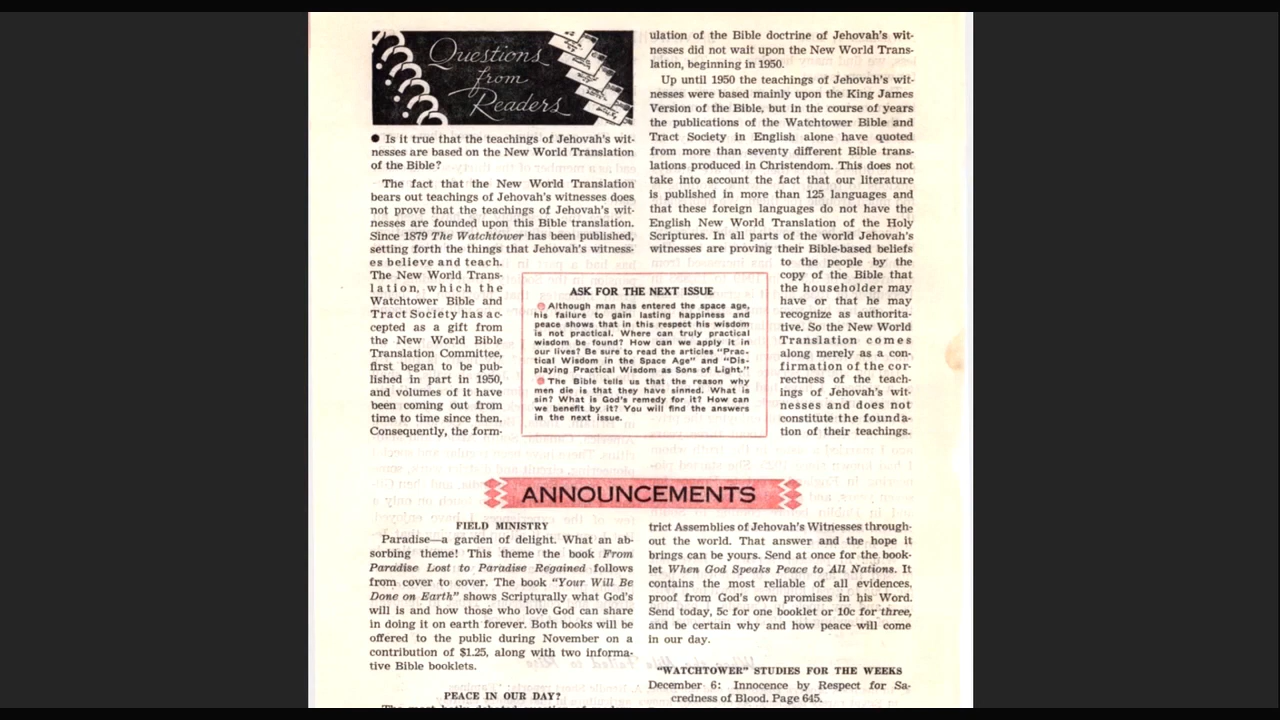 Questions
from
Readers
● Is it true that the teachings of Jehovah's wit-
nesses are based on the New World Translation
of the Bible?
The fact that the New World Translation
bears out teachings of Jehovah's witnesses does
not prove that the teachings of Jehovah's wit-
nesses are founded upon this Bible translation.
Since 1879 The Watchtower has been published,
setting forth the things that Jehovah's witness-
es believe and teach.
The New World Trans-
lation, which the
Watchtower Bible and
Tract Society has ac-
cepted as a gift from
the New World Bible
Translation Committee,
first began to be pub-
lished in part in 1950,
and volumes of it have
been coming out from
time to time since then.
Consequently, the form-
ulation of the Bible doctrine of Jehovah's wit-
nesses did not wait upon the New World Trans-
lation, beginning in 1950.
Up until 1950 the teachings of Jehovah's wit-
nesses were based mainly upon the King James
Version of the Bible, but in the course of years
the publications of the Watchtower Bible and
Tract Society in English alone have quoted
from more than seventy different Bible trans-
lations produced in Christendom. This does not
take into account the fact that our literature
is published in more than 125 languages and
that these foreign languages do not have the
English New World Translation of the Holy
Scriptures. In all parts of the world Jehovah's
witnesses are proving their Bible-based beliefs
to the people by the
copy of the Bible that
the householder may
have or that he may
recognize as authorita-
tive. So the New World
Translation comes
along merely as a con-
firmation of the cor-
rectness of the teach-
ings of Jehovah's wit-
nesses and does not
constitute the founda-
tion of their teachings.
ASK FOR THE NEXT ISSUE
● Although man has entered the space age,
his failure to gain lasting happiness and
peace shows that in this respect his wisdom
is not practical. Where can truly practical
wisdom be found? How can we apply it in
our lives? Be sure to read the articles "Prac-
tical Wisdom in the Space Age" and "Dis-
playing Practical Wisdom as Sons of Light."
● The Bible tells us that the reason why
men die is that they have sinned. What is
sin? What is God's remedy for it? How can
we benefit by it? You will find the answers
in the next issue.
ANNOUNCEMENTS
FIELD MINISTRY
Paradise—a garden of delight. What an ab-
sorbing theme! This theme the book From
Paradise Lost to Paradise Regained follows
from cover to cover. The book "Your Will Be
Done on Earth" shows Scripturally what God's
will is and how those who love God can share
in doing it on earth forever. Both books will be
offered to the public during November on a
contribution of $1.25, along with two informa-
tive Bible booklets.
PEACE IN OUR DAY?
trict Assemblies of Jehovah's Witnesses through-
out the world. That answer and the hope it
brings can be yours. Send at once for the book-
let When God Speaks Peace to All Nations. It
contains the most reliable of all evidences,
proof from God's own promises in his Word.
Send today, 5c for one booklet or 10c for three,
and be certain why and how peace will come
in our day.
"WATCHTOWER" STUDIES FOR THE WEEKS
December 6: Innocence by Respect for Sa-
credness of Blood. Page 645.